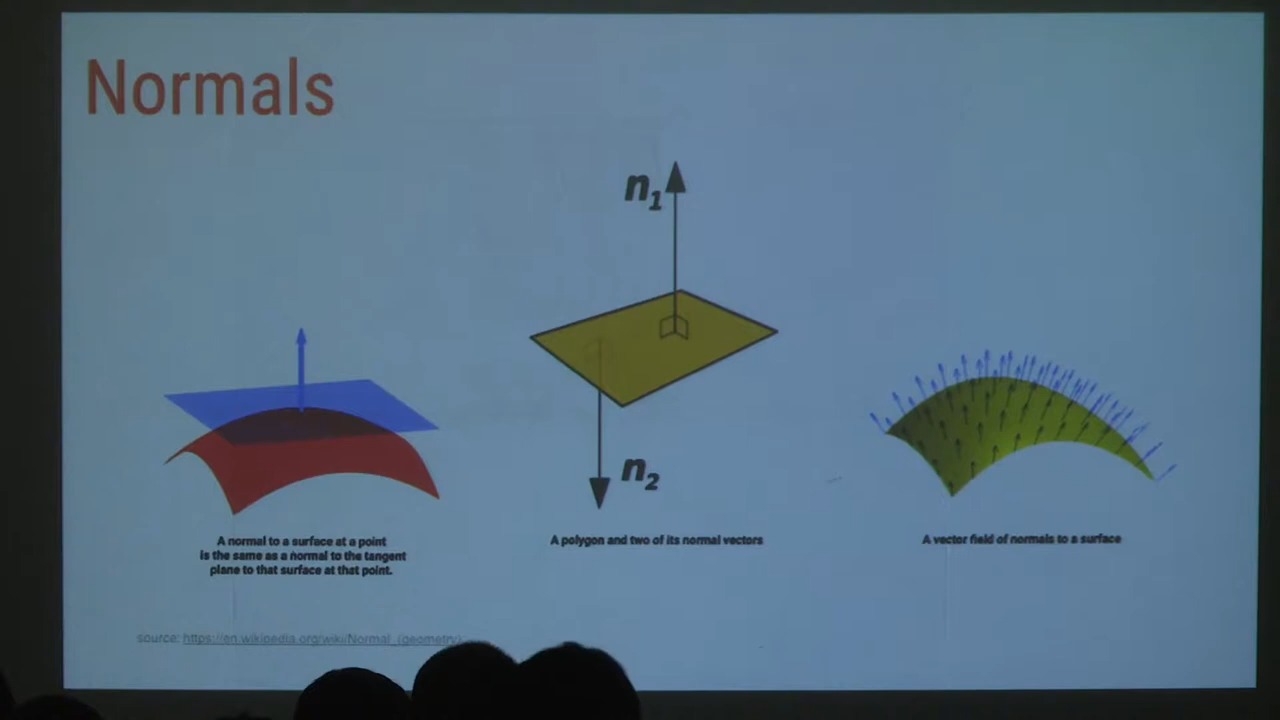 Normals
n1
n2
A normal to a surface at a point
is the same as a normal to the tangent
plane to that surface at that point.
A polygon and two of its normal vectors
A vector field of normals to a surface
source: https://en.wikipedia.org/wiki/Normal_(geometry)